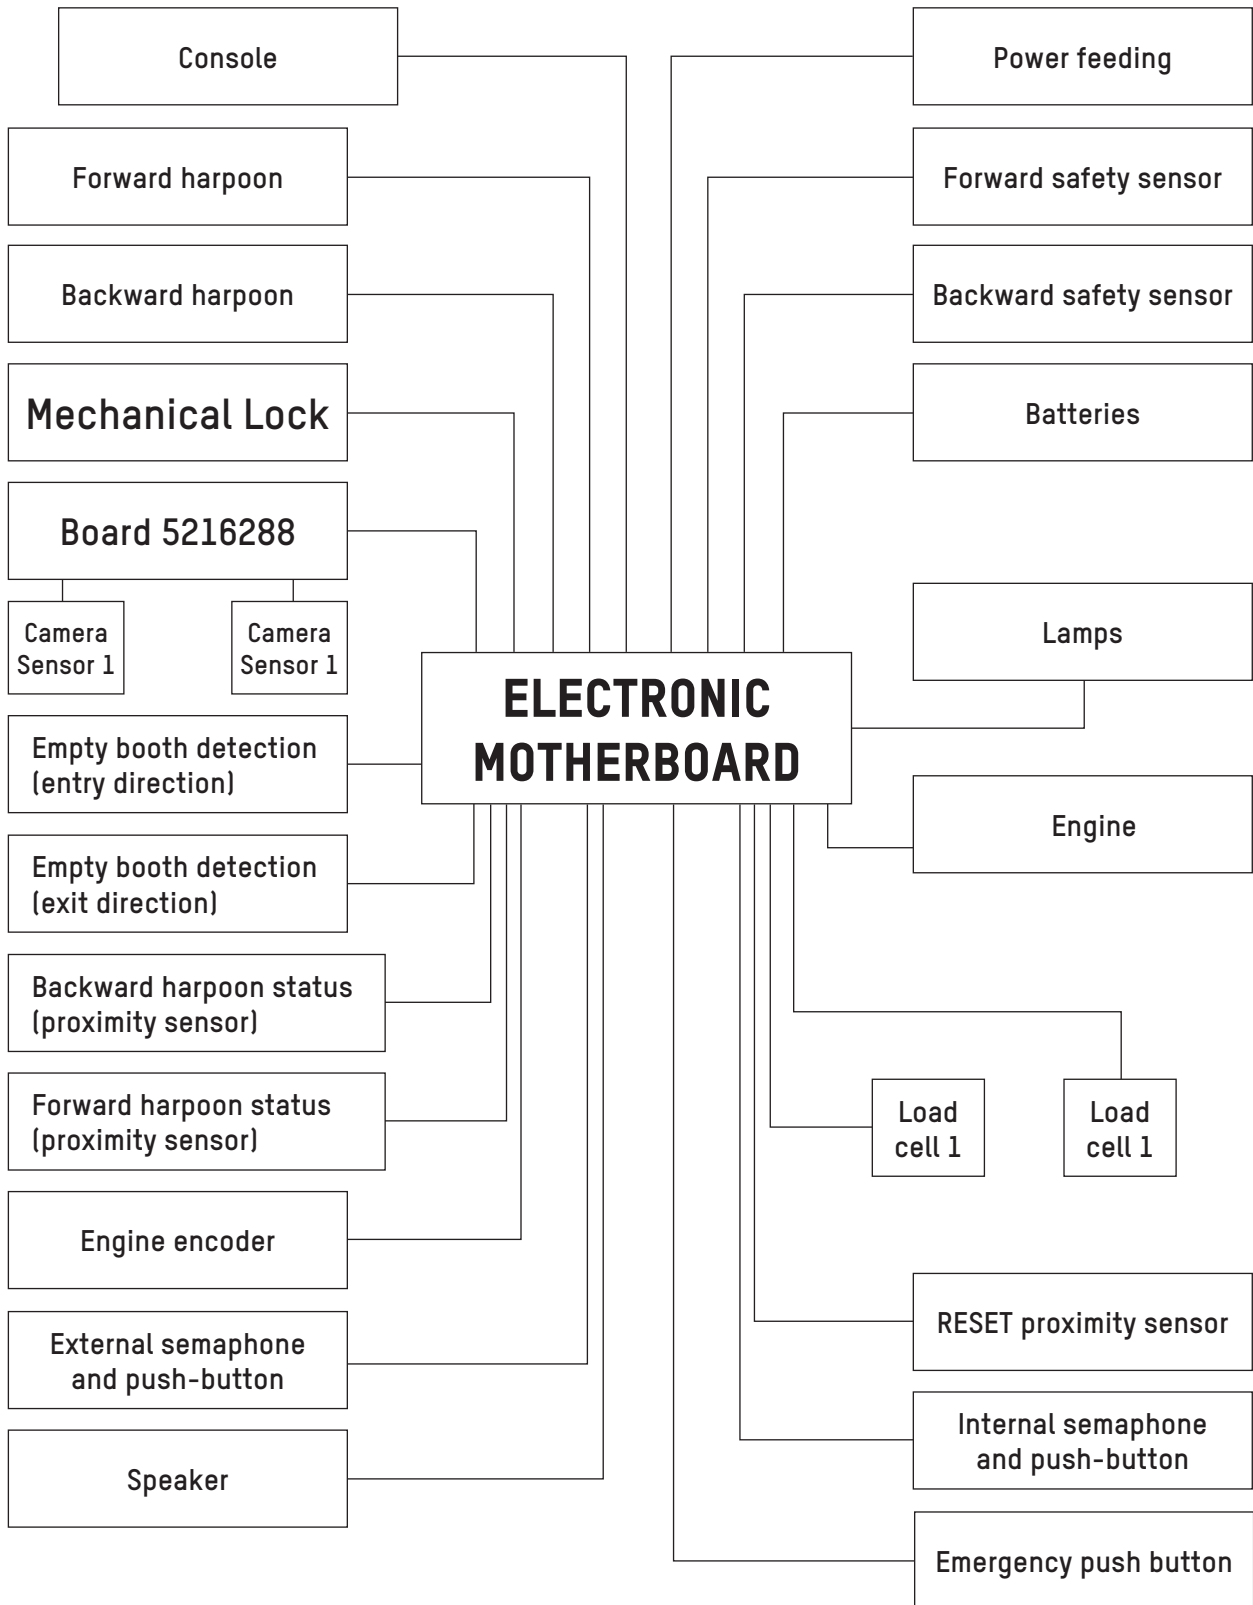 Console
Power feeding
Forward harpoon
Forward safety sensor
Backward harpoon
Backward safety sensor
Mechanical Lock
Batteries
Board 5216288
Camera
Sensor 1
Camera
Sensor 1
Lamps
ELECTRONIC
MOTHERBOARD
Empty booth detection
(entry direction)
Engine
Empty booth detection
(exit direction)
Backward harpoon status
(proximity sensor)
Forward harpoon status
(proximity sensor)
Load
cell 1
Load
cell 1
Engine encoder
External semaphone
and push-button
RESET proximity sensor
Internal semaphone
and push-button
Speaker
Emergency push button